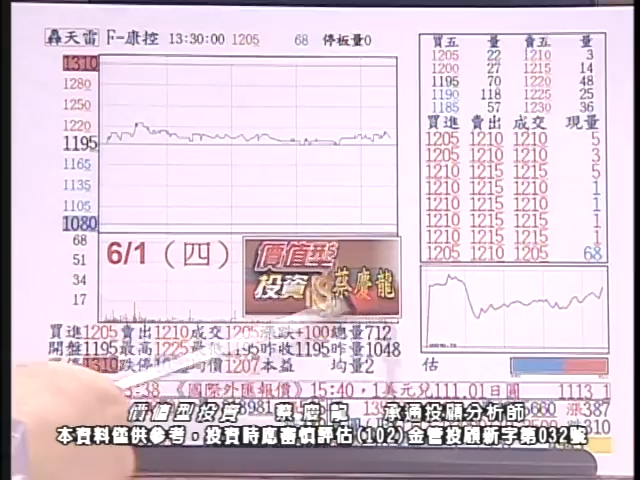 轟天雷 F-康控 13:30:00 1205 68 停板量0
1310
1280
1250
1220
1195
1165
1135
1105
1080
68
51
34
17
6/1(四)
價值型
投資 蔡慶龍
買五 量 賣五 量
1205 22 1210 3
1200 27 1215 14
1195 70 1220 48
1190 118 1225 25
1185 57 1230 36
買進 賣出 成交 現量
1205 1210 1210 5
1205 1210 1210 3
1210 1215 1215 5
1210 1215 1210 1
1210 1215 1210 1
1210 1215 1215 1
1210 1215 1210 1
1205 1210 1205 68
買進1205 賣出1210 成交1205 漲跌+100 總量712
開盤1195 最高1225 最低1195 昨收1195 昨量1048
1310 跌停 均價1207 本益 均量2
估
:38 《國際外匯報價》15:40,1美元兌111.01日圓 1113.1
價值型投資 蔡慶龍 承通投顧分析師
本資料僅供參考,投資時應審慎評估(102)金管投顧新字第032號